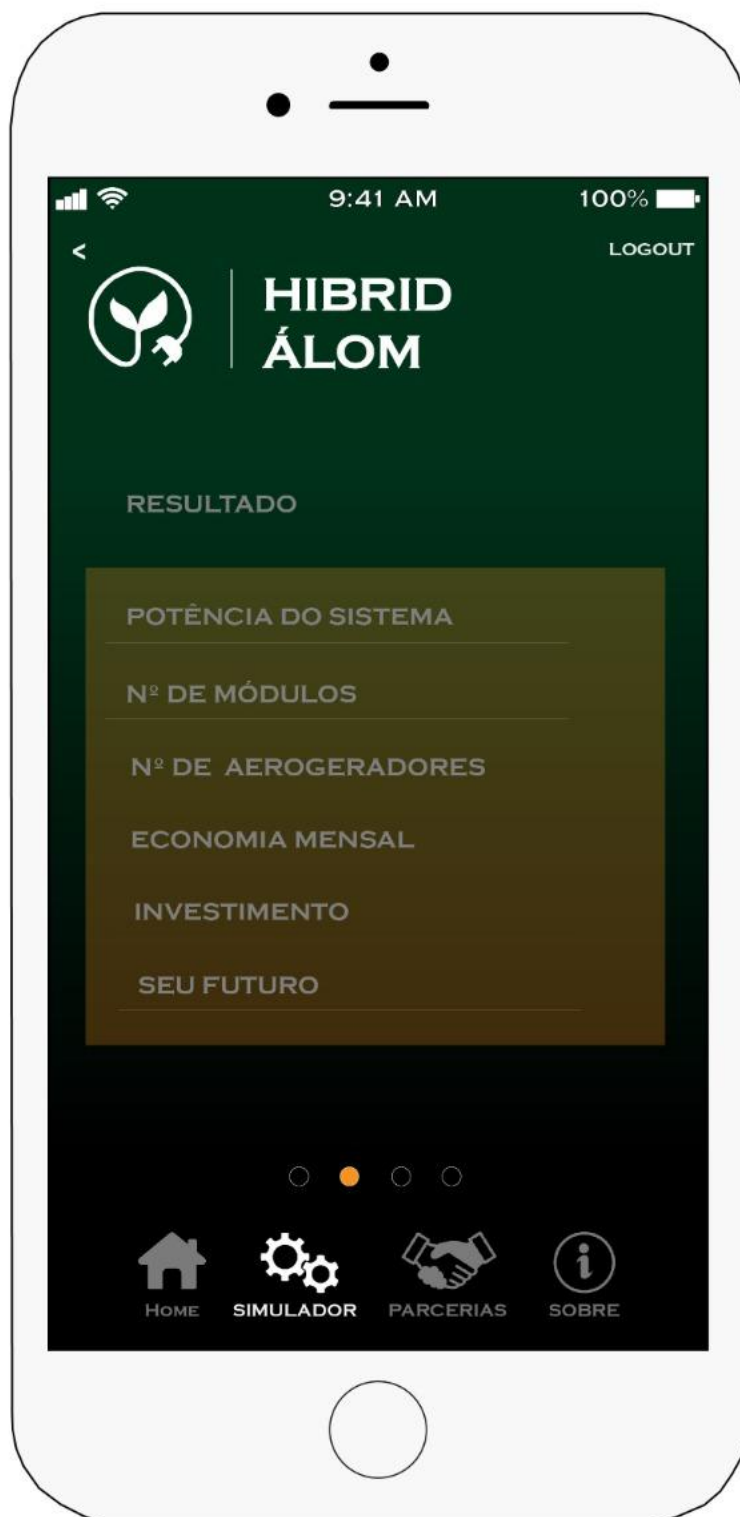 9:41 AM 100%
< LOGOUT
HIBRID
ÁLOM
RESULTADO
POTÊNCIA DO SISTEMA
Nº DE MÓDULOS
Nº DE AEROGERADORES
ECONOMIA MENSAL
INVESTIMENTO
SEU FUTURO
HOME SIMULADOR PARCERIAS SOBRE